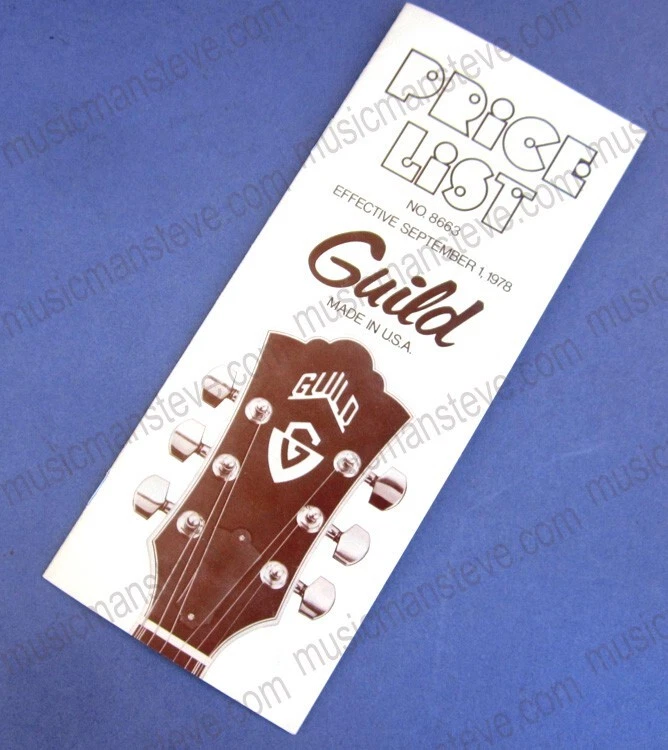 PRiCE
LiST
NO. 8663
EFFECTIVE SEPTEMBER 1, 1978
Guild
MADE IN U.S.A.
GUILD
G
musicmansteve.com